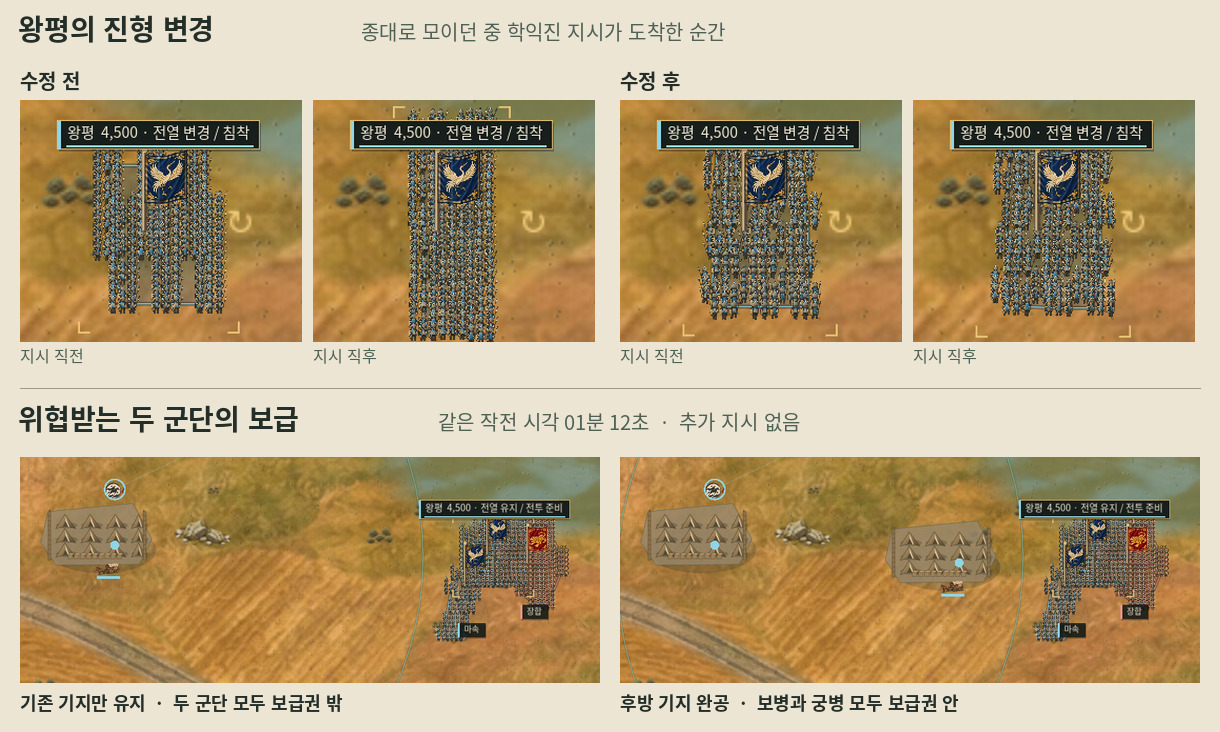 왕평의 진형 변경
종대로 모이던 중 학익진 지시가 도착한 순간
수정 전
수정 후
왕평 4,500 · 전열 변경 / 침착
왕평 4,500 · 전열 변경 / 침착
왕평 4,500 · 전열 변경 / 침착
왕평 4,500 · 전열 변경 / 침착
지시 직전
지시 직후
지시 직전
지시 직후
위협받는 두 군단의 보급
같은 작전 시각 01분 12초 · 추가 지시 없음
왕평 4,500 · 전열 유지 / 전투 준비
장합
마속
왕평 4,500 · 전열 유지 / 전투 준비
장합
마속
기존 기지만 유지 · 두 군단 모두 보급권 밖
후방 기지 완공 · 보병과 궁병 모두 보급권 안